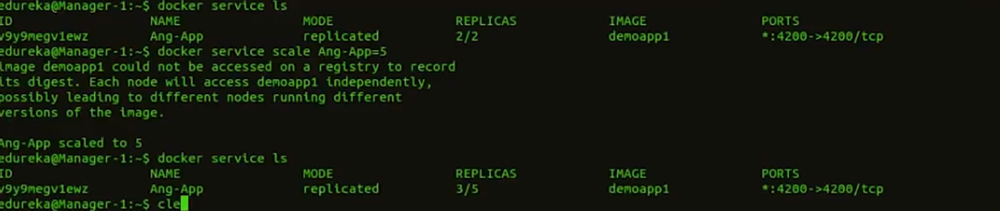 edureka@Manager-1:~$ docker service ls
ID NAME MODE REPLICAS IMAGE PORTS
v9y9megv1ewz Ang-App replicated 2/2 demoapp1 *:4200->4200/tcp
edureka@Manager-1:~$ docker service scale Ang-App=5
image demoapp1 could not be accessed on a registry to record
its digest. Each node will access demoapp1 independently,
possibly leading to different nodes running different
versions of the image.
Ang-App scaled to 5
edureka@Manager-1:~$ docker service ls
ID NAME MODE REPLICAS IMAGE PORTS
v9y9megv1ewz Ang-App replicated 3/5 demoapp1 *:4200->4200/tcp
edureka@Manager-1:~$ cle